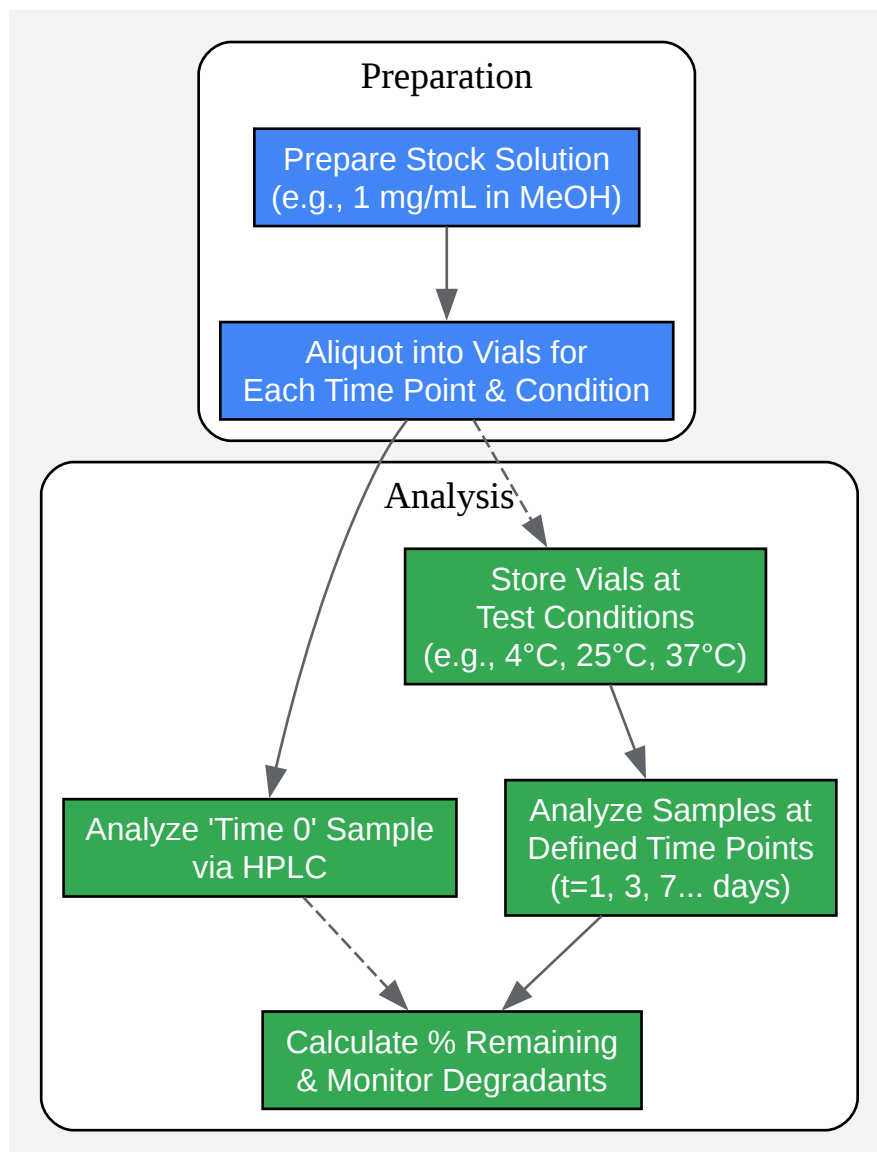 Preparation
Prepare Stock Solution
(e.g., 1 mg/mL in MeOH)
Aliquot into Vials for
Each Time Point & Condition
Analysis
Store Vials at
Test Conditions
(e.g., 4°C, 25°C, 37°C)
Analyze 'Time 0' Sample
via HPLC
Analyze Samples at
Defined Time Points
(t=1, 3, 7... days)
Calculate % Remaining
& Monitor Degradants